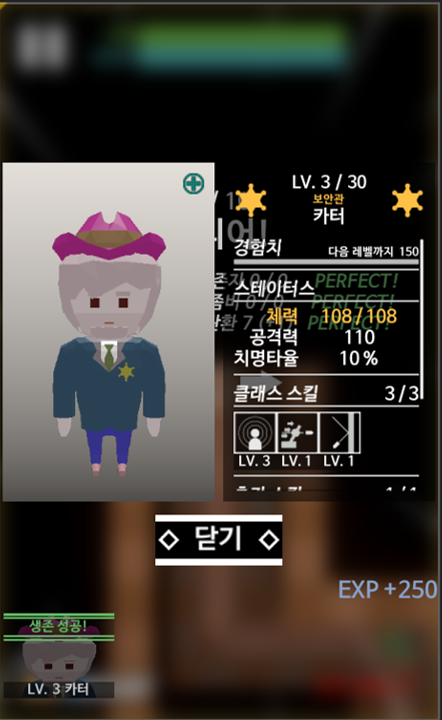 LV. 3 / 30
보안관
카터
경험치 다음 레벨까지 150
스테이터스
PERFECT!
PERFECT!
PERFECT!
체력 108/108
공격력 110
치명타율 10 %
클래스 스킬 3/3
LV. 3 LV. 1 LV. 1
◇ 닫기 ◇
EXP +250
생존 성공!
LV. 3 카터